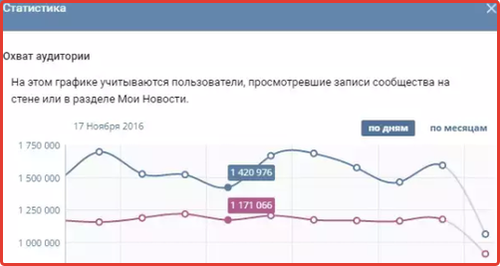 Статистика
Охват аудитории
На этом графике учитываются пользователи, просмотревшие записи сообщества на
стене или в разделе Мои Новости.
17 Ноября 2016
по дням
по месяцам
1 750 000
1 500 000
1 420 976
1 250 000
1 171 066
1 000 000